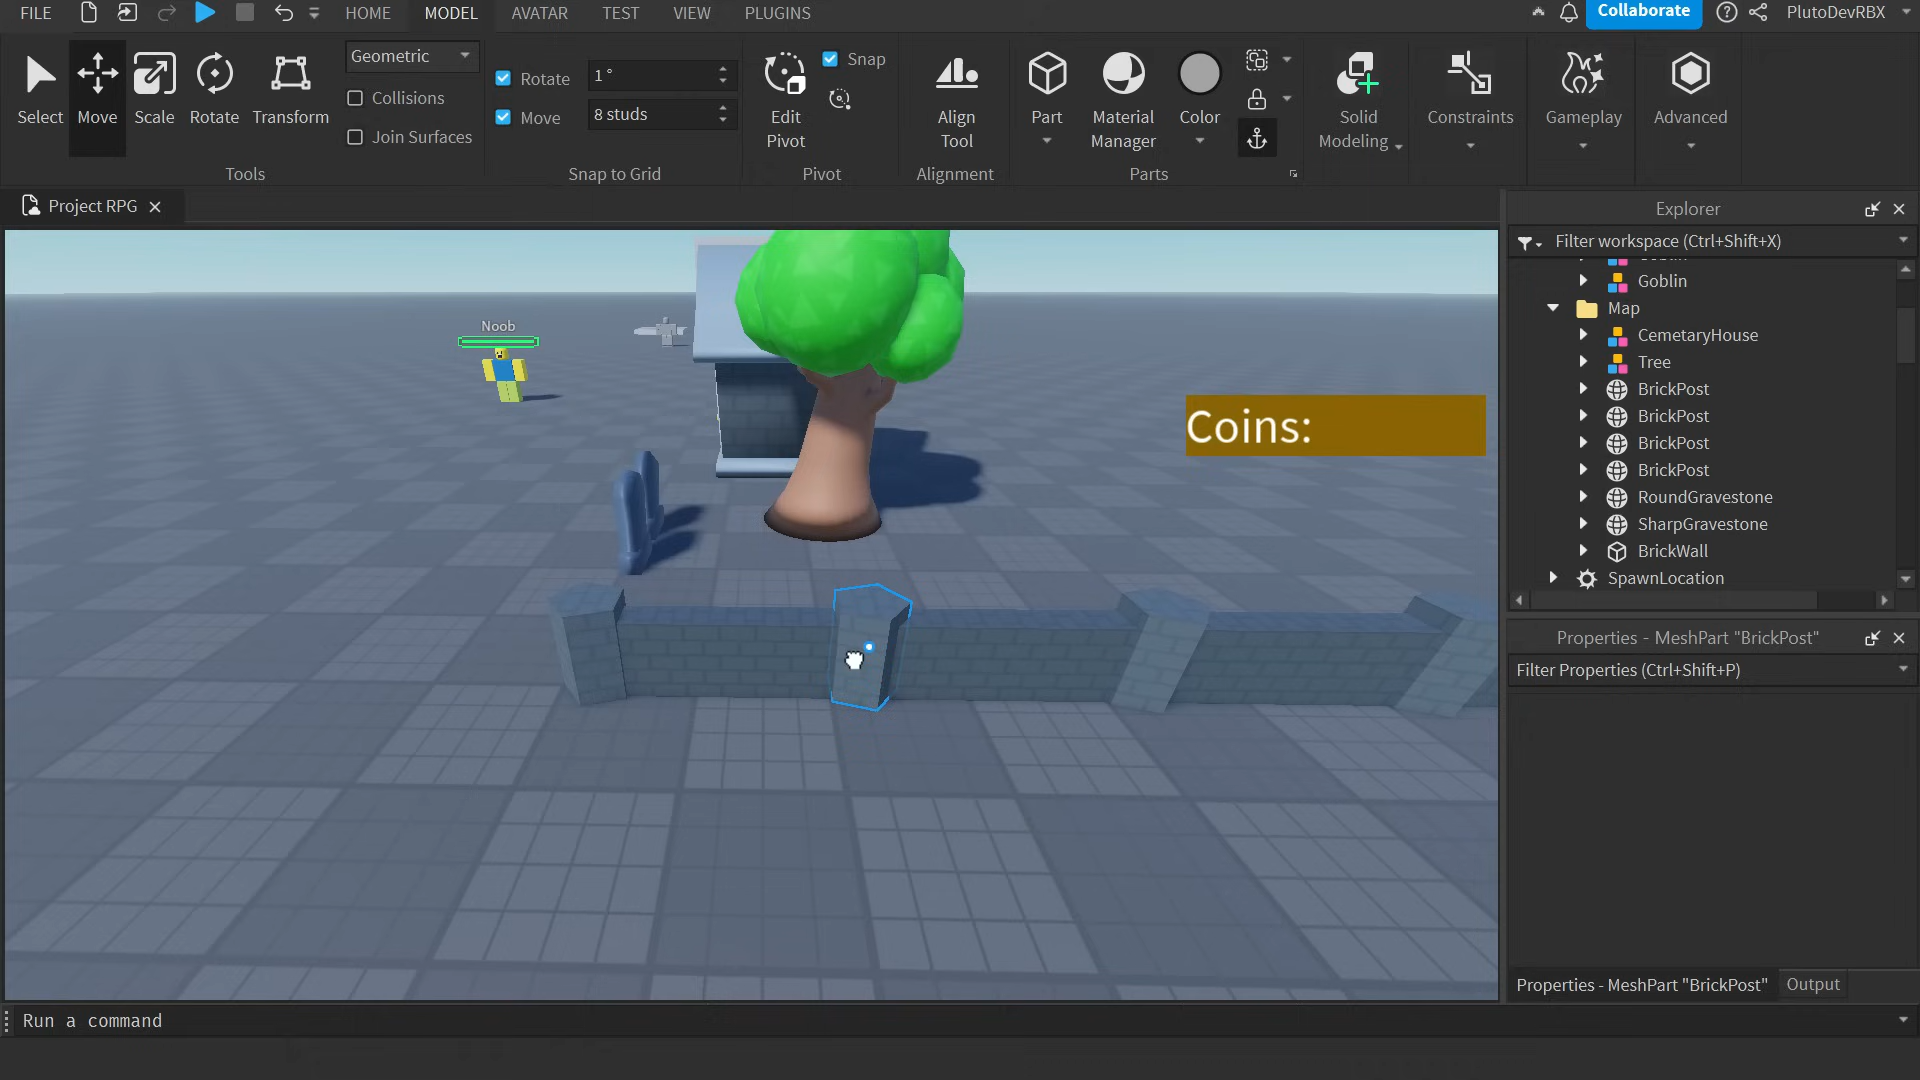 FILE
HOME
MODEL
AVATAR
TEST
VIEW
PLUGINS
Collaborate
PlutoDevRBX
Select
Move
Scale
Rotate
Transform
Geometric
Collisions
Join Surfaces
Tools
Rotate
1 °
Move
8 studs
Snap to Grid
Edit
Pivot
Snap
Pivot
Align
Tool
Alignment
Part
Material
Manager
Color
Parts
Solid
Modeling
Constraints
Gameplay
Advanced
Project RPG
Noob
Coins:
Explorer
Filter workspace (Ctrl+Shift+X)
Goblin
Goblin
Map
CemetaryHouse
Tree
BrickPost
BrickPost
BrickPost
BrickPost
RoundGravestone
SharpGravestone
BrickWall
SpawnLocation
Properties - MeshPart "BrickPost"
Filter Properties (Ctrl+Shift+P)
Properties - MeshPart "BrickPost"
Output
Run a command